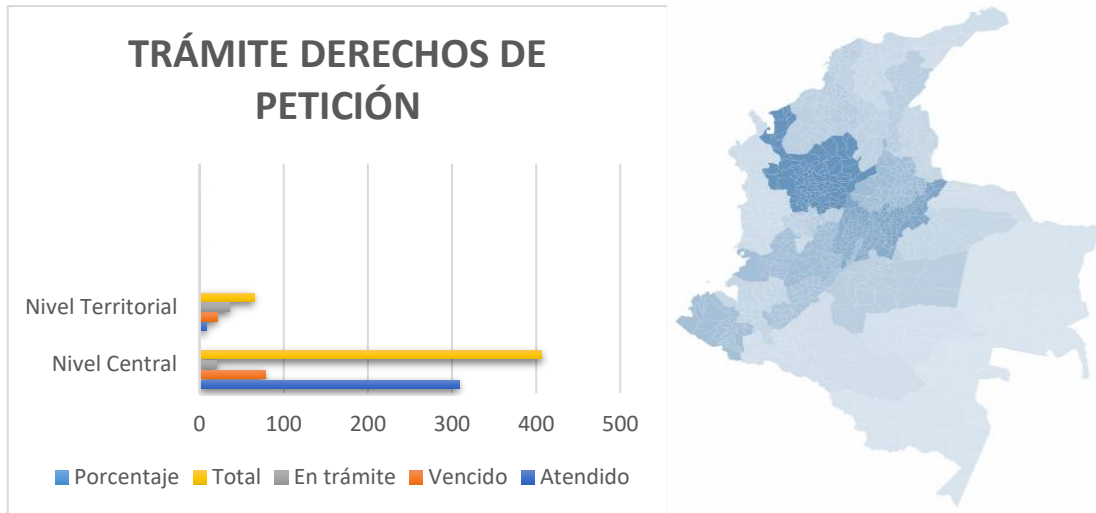 TRÁMITE DERECHOS DE
PETICIÓN
Nivel Territorial
Nivel Central
0 100 200 300 400 500
Porcentaje Total En trámite Vencido Atendido